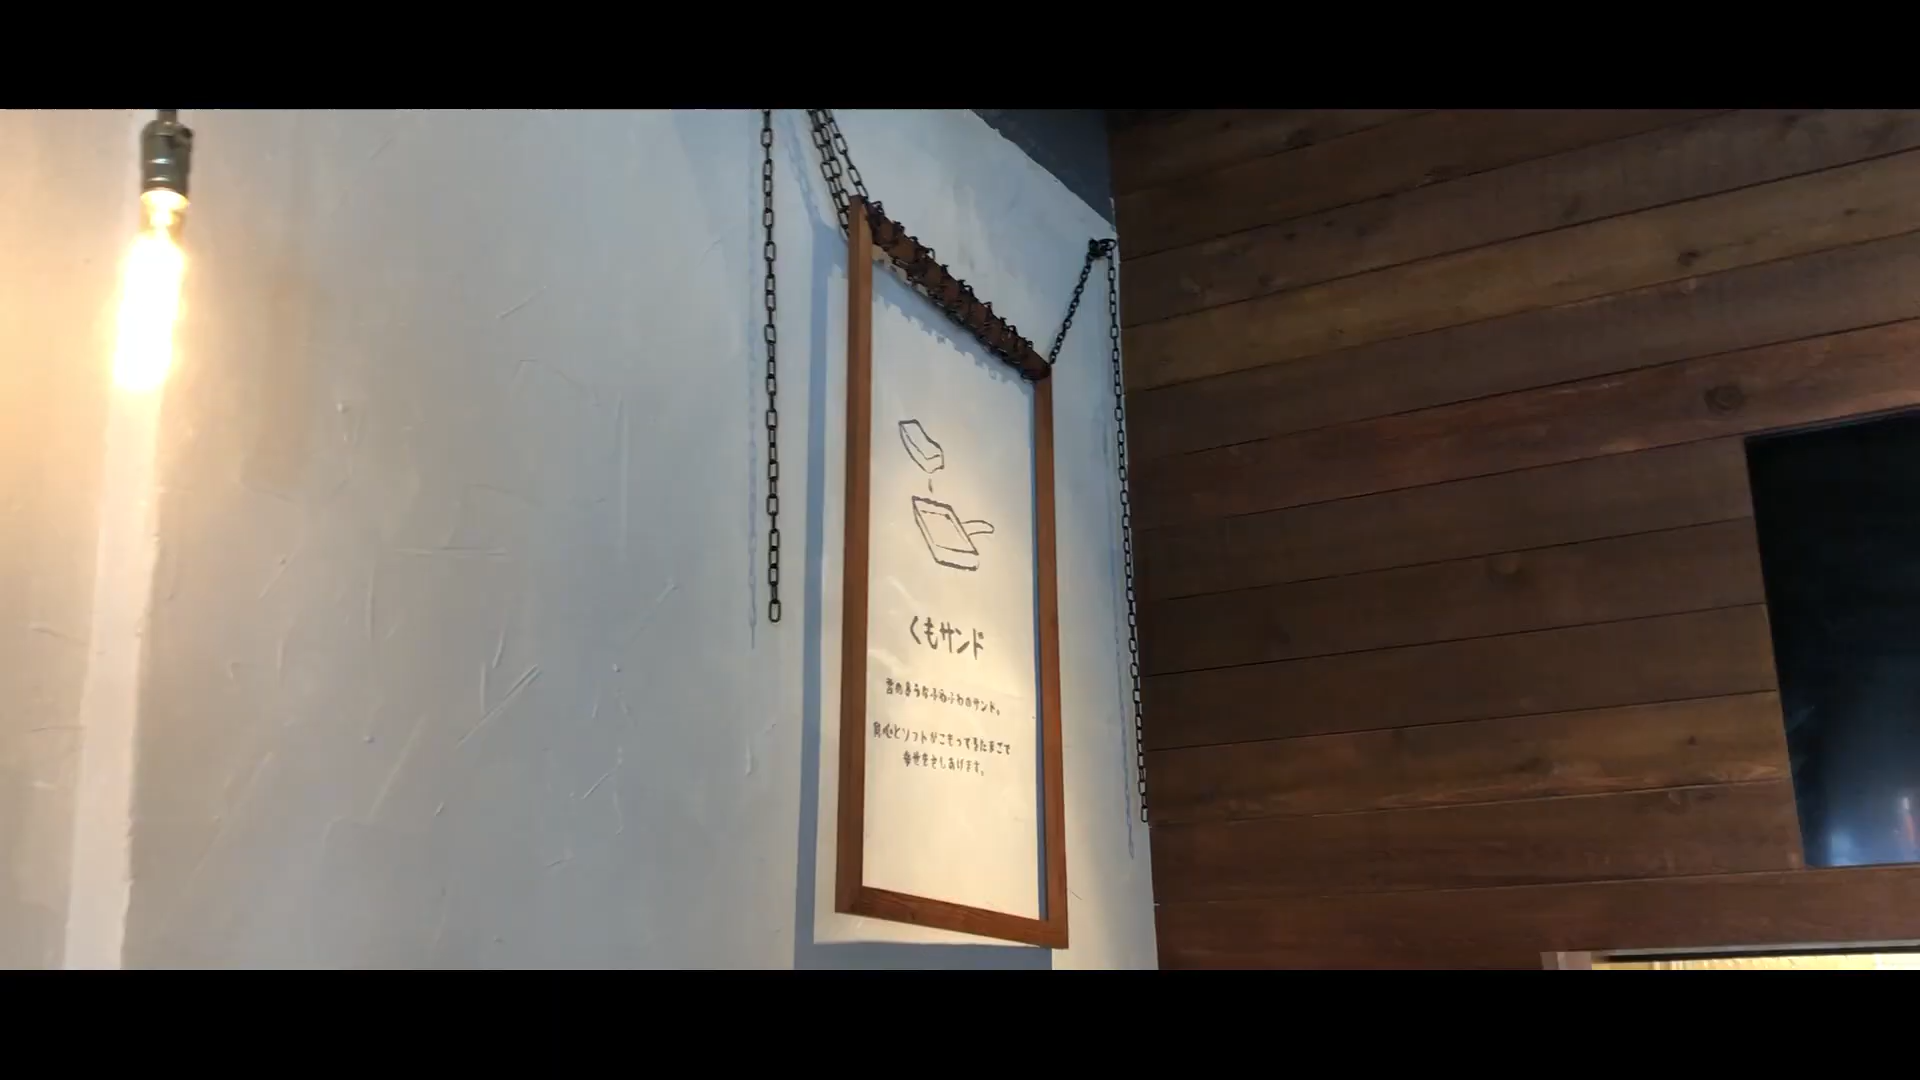 くもサンド
雲のようなふわふわのサンド。
良心とソフトがこもってるたまごで
幸せをさしあげます。